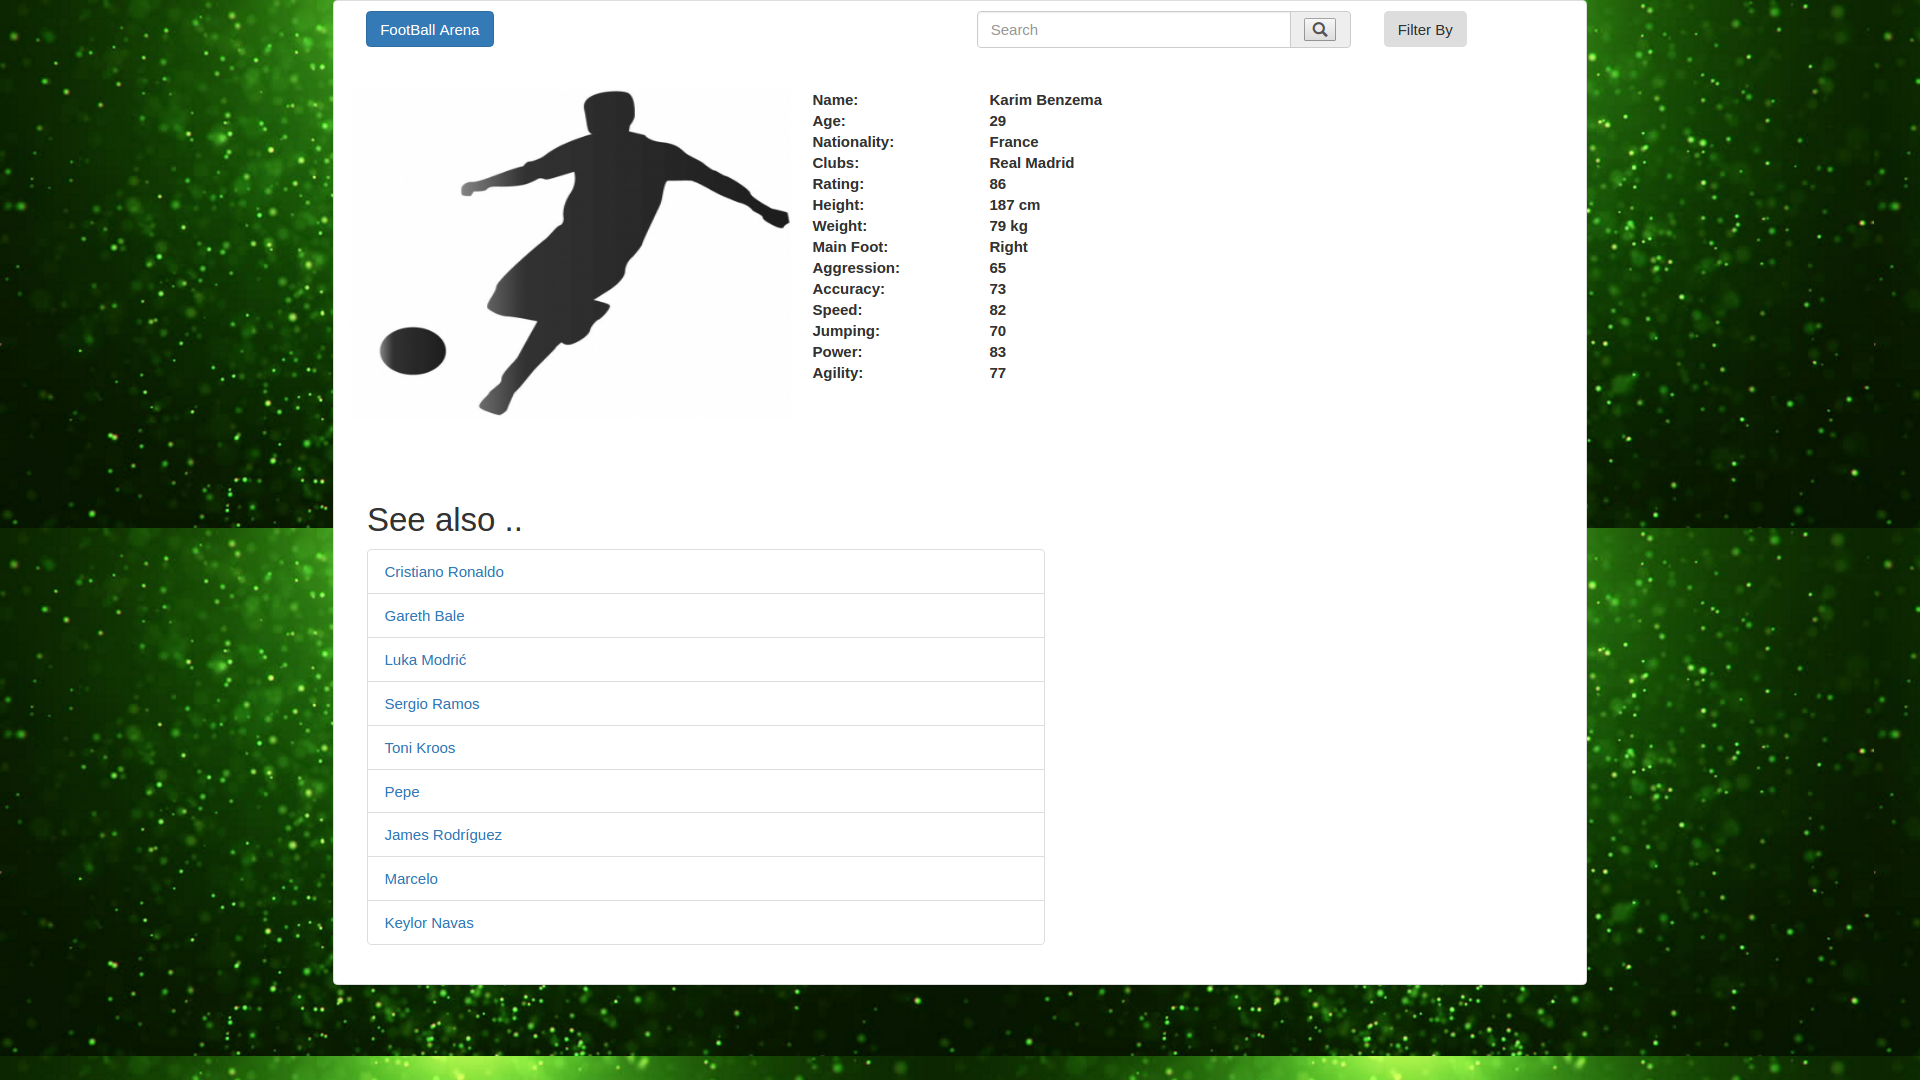 FootBall Arena
Search
Filter By
Name: Karim Benzema
Age: 29
Nationality: France
Clubs: Real Madrid
Rating: 86
Height: 187 cm
Weight: 79 kg
Main Foot: Right
Aggression: 65
Accuracy: 73
Speed: 82
Jumping: 70
Power: 83
Agility: 77
See also ..
Cristiano Ronaldo
Gareth Bale
Luka Modrić
Sergio Ramos
Toni Kroos
Pepe
James Rodríguez
Marcelo
Keylor Navas